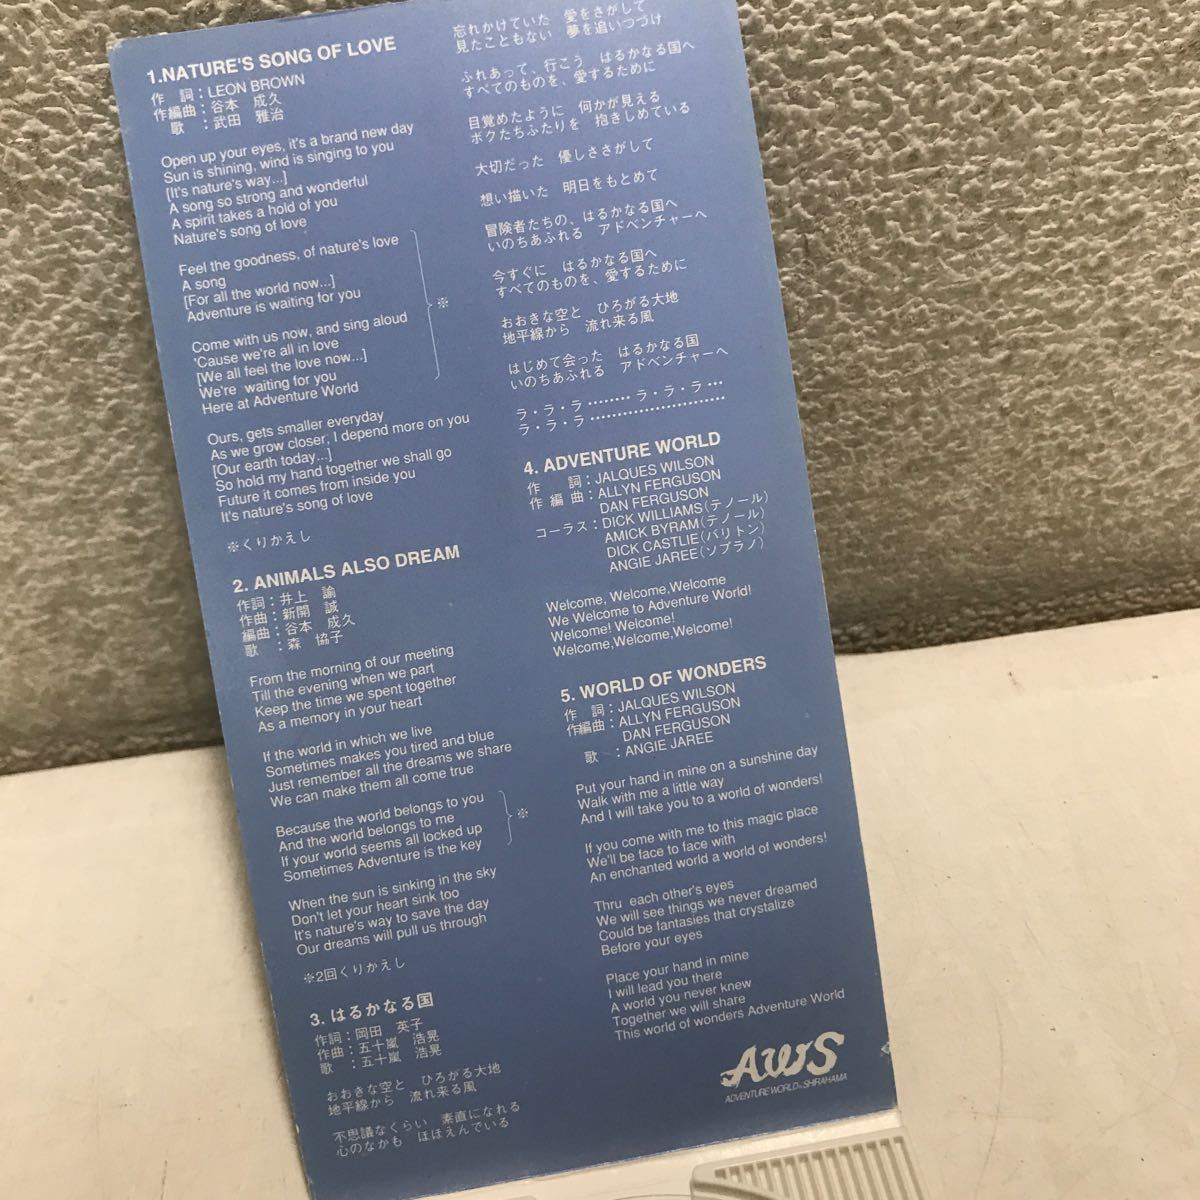 1.NATURE'S SONG OF LOVE
作 詞：LEON BROWN
作編曲：谷本 成久
歌 ：武田 雅治
Open up your eyes, it's a brand new day
Sun is shining, wind is singing to you
[It's nature's way...]
A song so strong and wonderful
A spirit takes a hold of you
Nature's song of love
Feel the goodness, of nature's love
A song
[For all the world now...]
Adventure is waiting for you
Come with us now, and sing aloud
'Cause we're all in love
[We all feel the love now...]
We're waiting for you
Here at Adventure World
※
Ours, gets smaller everyday
As we grow closer, I depend more on you
[Our earth today...]
So hold my hand together we shall go
Future it comes from inside you
It's nature's song of love
※くりかえし
2. ANIMALS ALSO DREAM
作詞：井上 諭
作曲：新開 誠
編曲：谷本 成久
歌 ：森 協子
From the morning of our meeting
Till the evening when we part
Keep the time we spent together
As a memory in your heart
If the world in which we live
Sometimes makes you tired and blue
Just remember all the dreams we share
We can make them all come true
Because the world belongs to you
And the world belongs to me
If your world seems all locked up
Sometimes Adventure is the key
※
When the sun is sinking in the sky
Don't let your heart sink too
It's nature's way to save the day
Our dreams will pull us through
※2回くりかえし
3. はるかなる国
作詞：岡田 英子
作曲：五十嵐 浩晃
歌 ：五十嵐 浩晃
おおきな空と ひろがる大地
地平線から 流れ来る風
不思議なくらい 素直になれる
心のなかも ほほえんでいる
忘れかけていた 愛をさがして
見たこともない 夢を追いつづけ
ふれあって、行こう はるかなる国へ
すべてのものを、愛するために
目覚めたように 何かが見える
ボクたちふたりを 抱きしめている
大切だった 優しささがして
想い描いた 明日をもとめて
冒険者たちの、はるかなる国へ
いのちあふれる アドベンチャーへ
今すぐに はるかなる国へ
すべてのものを、愛するために
おおきな空と ひろがる大地
地平線から 流れ来る風
はじめて会った はるかなる国
いのちあふれる アドベンチャーへ
ラ・ラ・ラ ……… ラ・ラ・ラ …
ラ・ラ・ラ ………………………
4. ADVENTURE WORLD
作 詞：JALQUES WILSON
作 編 曲：ALLYN FERGUSON
DAN FERGUSON
コーラス：DICK WILLIAMS(テノール)
AMICK BYRAM(テノール)
DICK CASTLIE(バリトン)
ANGIE JAREE(ソプラノ)
Welcome, Welcome,Welcome
We Welcome to Adventure World!
Welcome! Welcome!
Welcome,Welcome,Welcome!
5. WORLD OF WONDERS
作 詞：JALQUES WILSON
作編曲：ALLYN FERGUSON
DAN FERGUSON
歌 ：ANGIE JAREE
Put your hand in mine on a sunshine day
Walk with me a little way
And I will take you to a world of wonders!
If you come with me to this magic place
We'll be face to face with
An enchanted world a world of wonders!
Thru each other's eyes
We will see things we never dreamed
Could be fantasies that crystalize
Before your eyes
Place your hand in mine
I will lead you there
A world you never knew
Together we will share
This world of wonders Adventure World
AWS
ADVENTURE WORLD in SHIRAHAMA